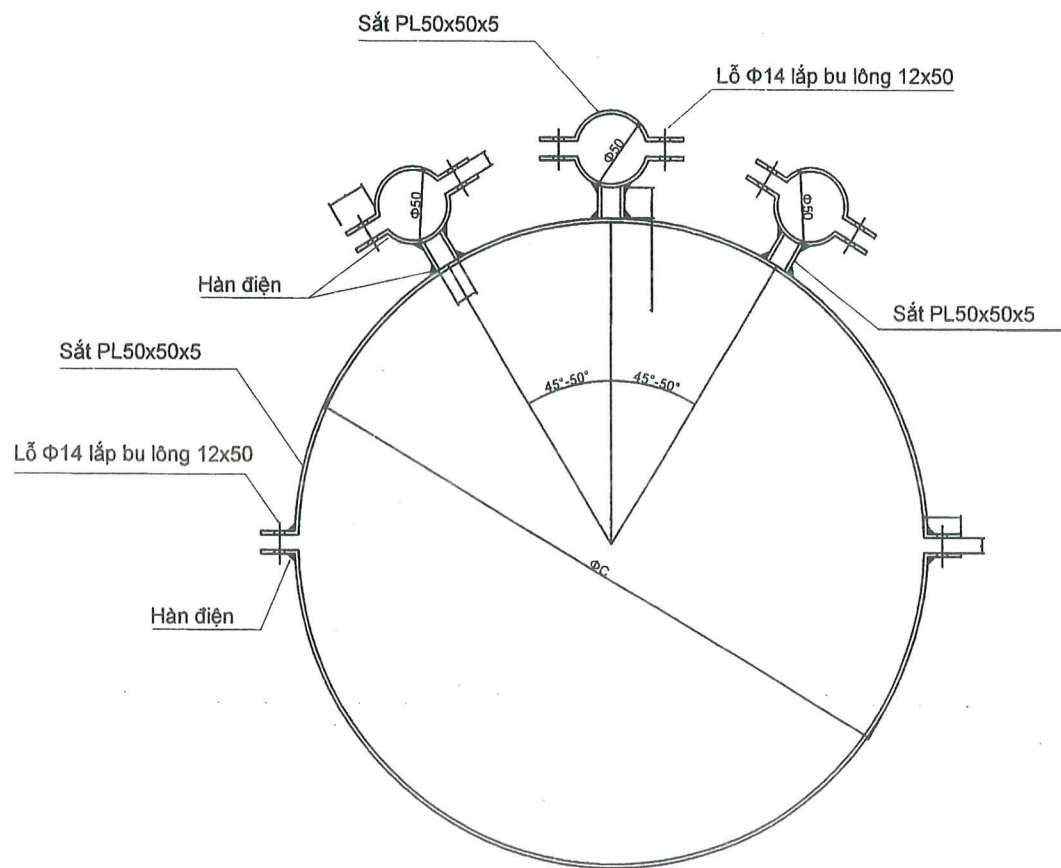 Sắt PL50x50x5
Lỗ Φ14 lắp bu lông 12x50
Φ50
Φ50
Φ50
Hàn điện
Sắt PL50x50x5
Sắt PL50x50x5
45°-50°
45°-50°
Lỗ Φ14 lắp bu lông 12x50
ΦC
Hàn điện